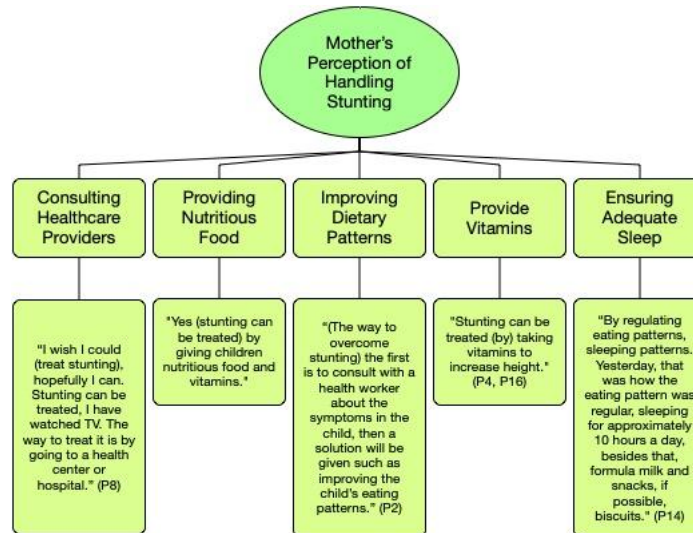 Mother's
Perception of
Handling
Stunting
Consulting
Healthcare
Providers
Providing
Nutritious
Food
Improving
Dietary
Patterns
Provide
Vitamins
Ensuring
Adequate
Sleep
“I wish I could
(treat stunting),
hopefully I can.
Stunting can be
treated, I have
watched TV. The
way to treat it is by
going to a health
center or
hospital.” (P8)
"Yes (stunting can
be treated) by
giving children
nutritious food and
vitamins."
“(The way to
overcome
stunting) the first
is to consult with a
health worker
about the
symptoms in the
child, then a
solution will be
given such as
improving the
child's eating
patterns.” (P2)
"Stunting can be
treated (by) taking
vitamins to
increase height.”
(P4, P16)
“By regulating
eating patterns,
sleeping patterns.
Yesterday, that
was how the
eating pattern was
regular, sleeping
for approximately
10 hours a day,
besides that,
formula milk and
snacks, if
possible,
biscuits." (P14)